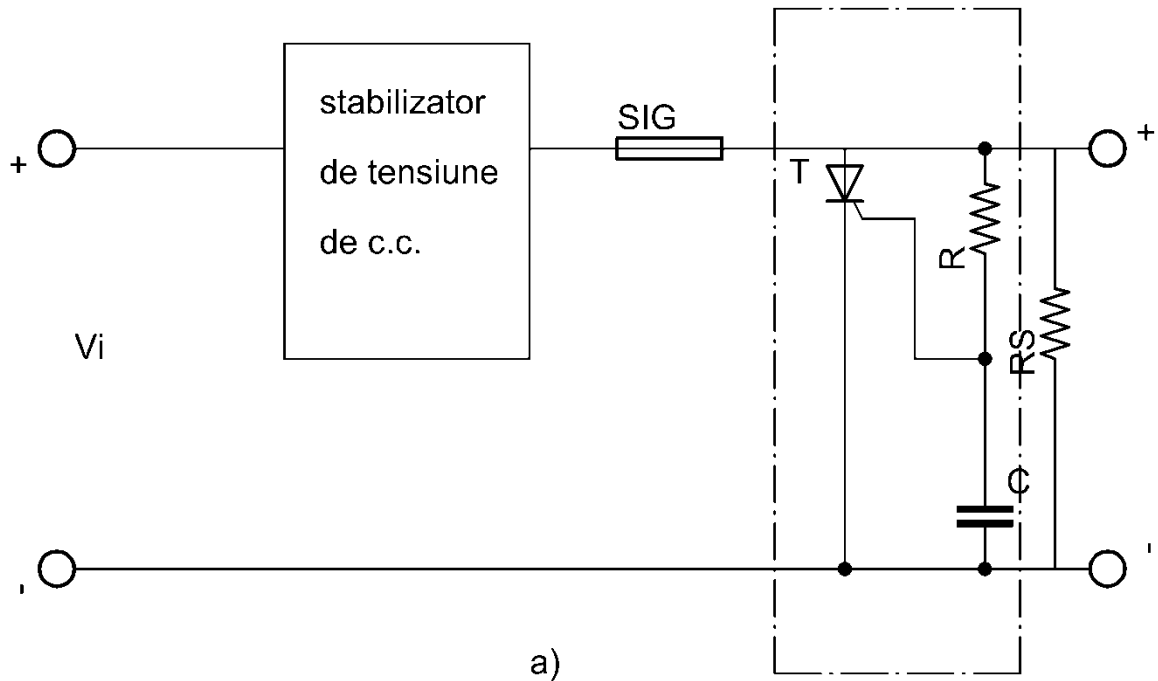 stabilizator
de tensiune
de c.c.
SIG
+
+
T
R
RS
Vi
C
-
-
a)